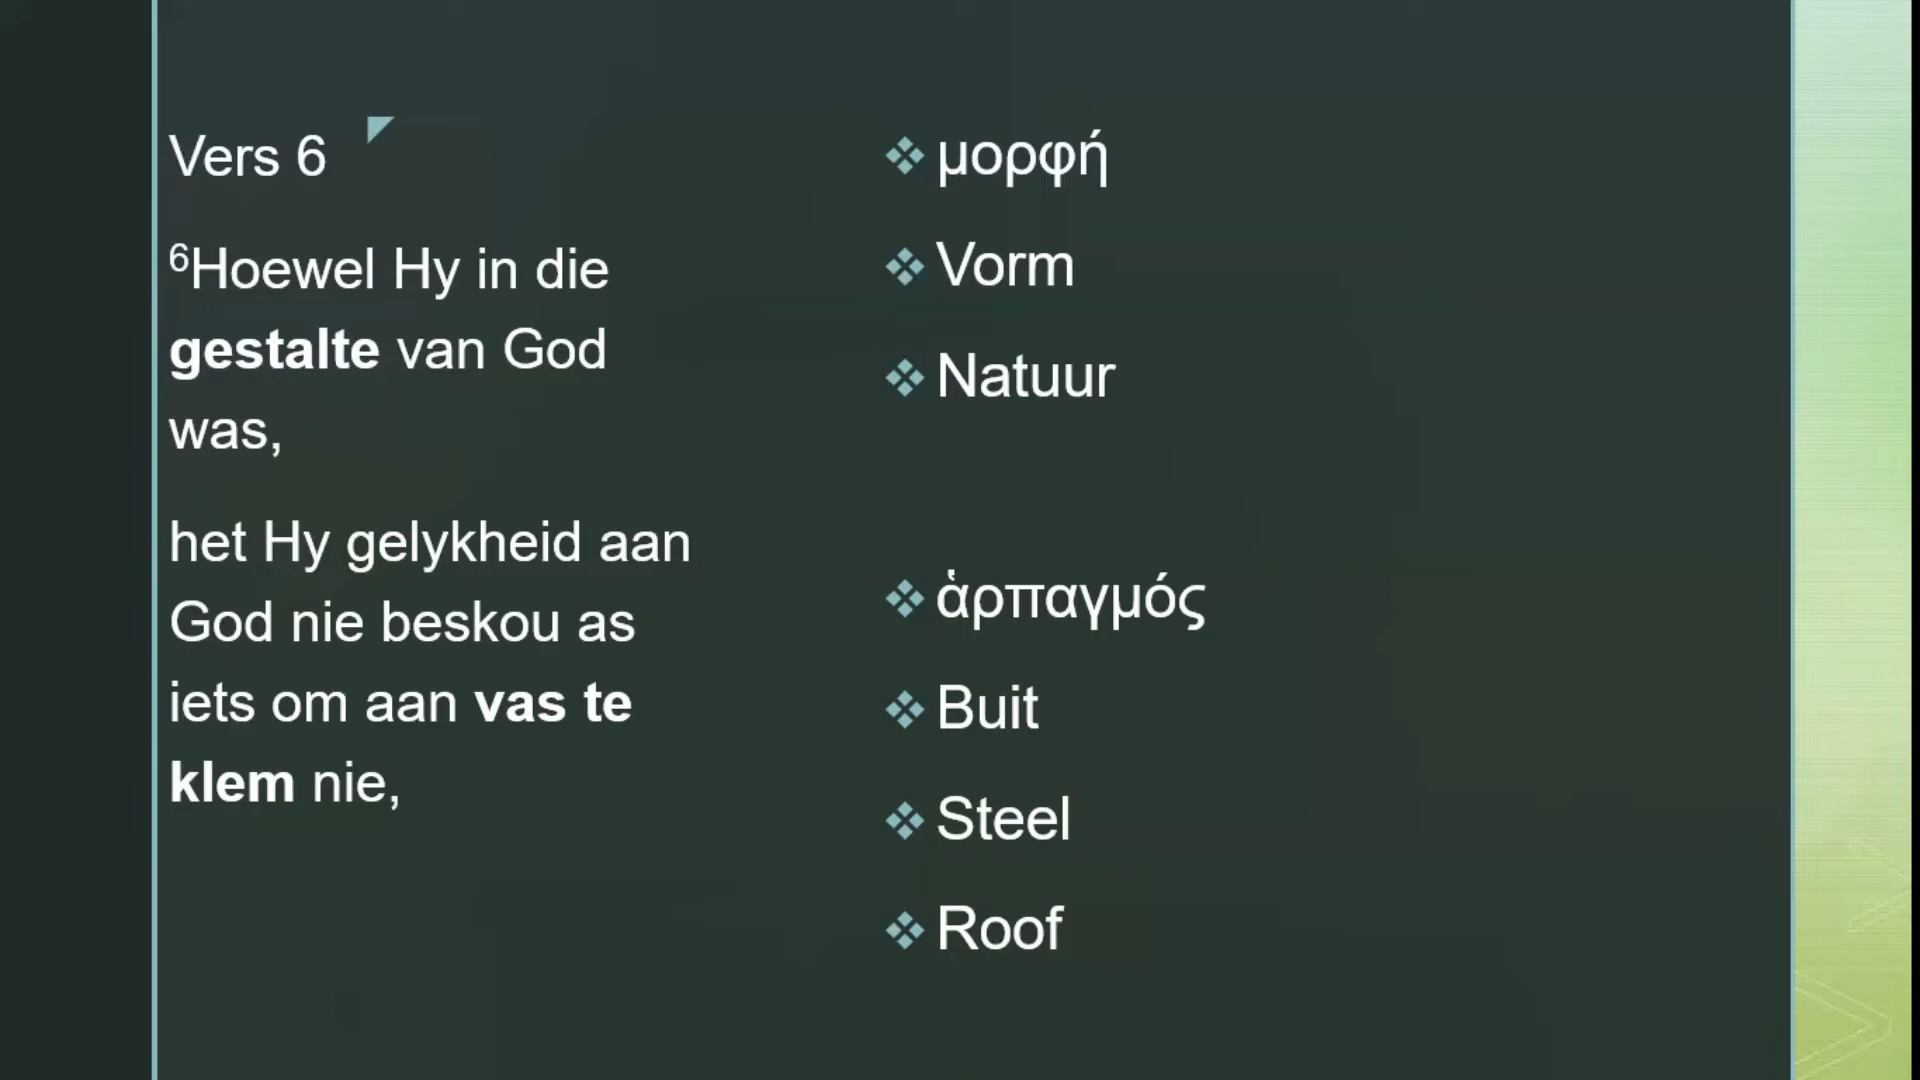 Vers 6
⁶Hoewel Hy in die
gestalte van God
was,
het Hy gelykheid aan
God nie beskou as
iets om aan vas te
klem nie,
μορφή
Vorm
Natuur
ἁρπαγμός
Buit
Steel
Roof